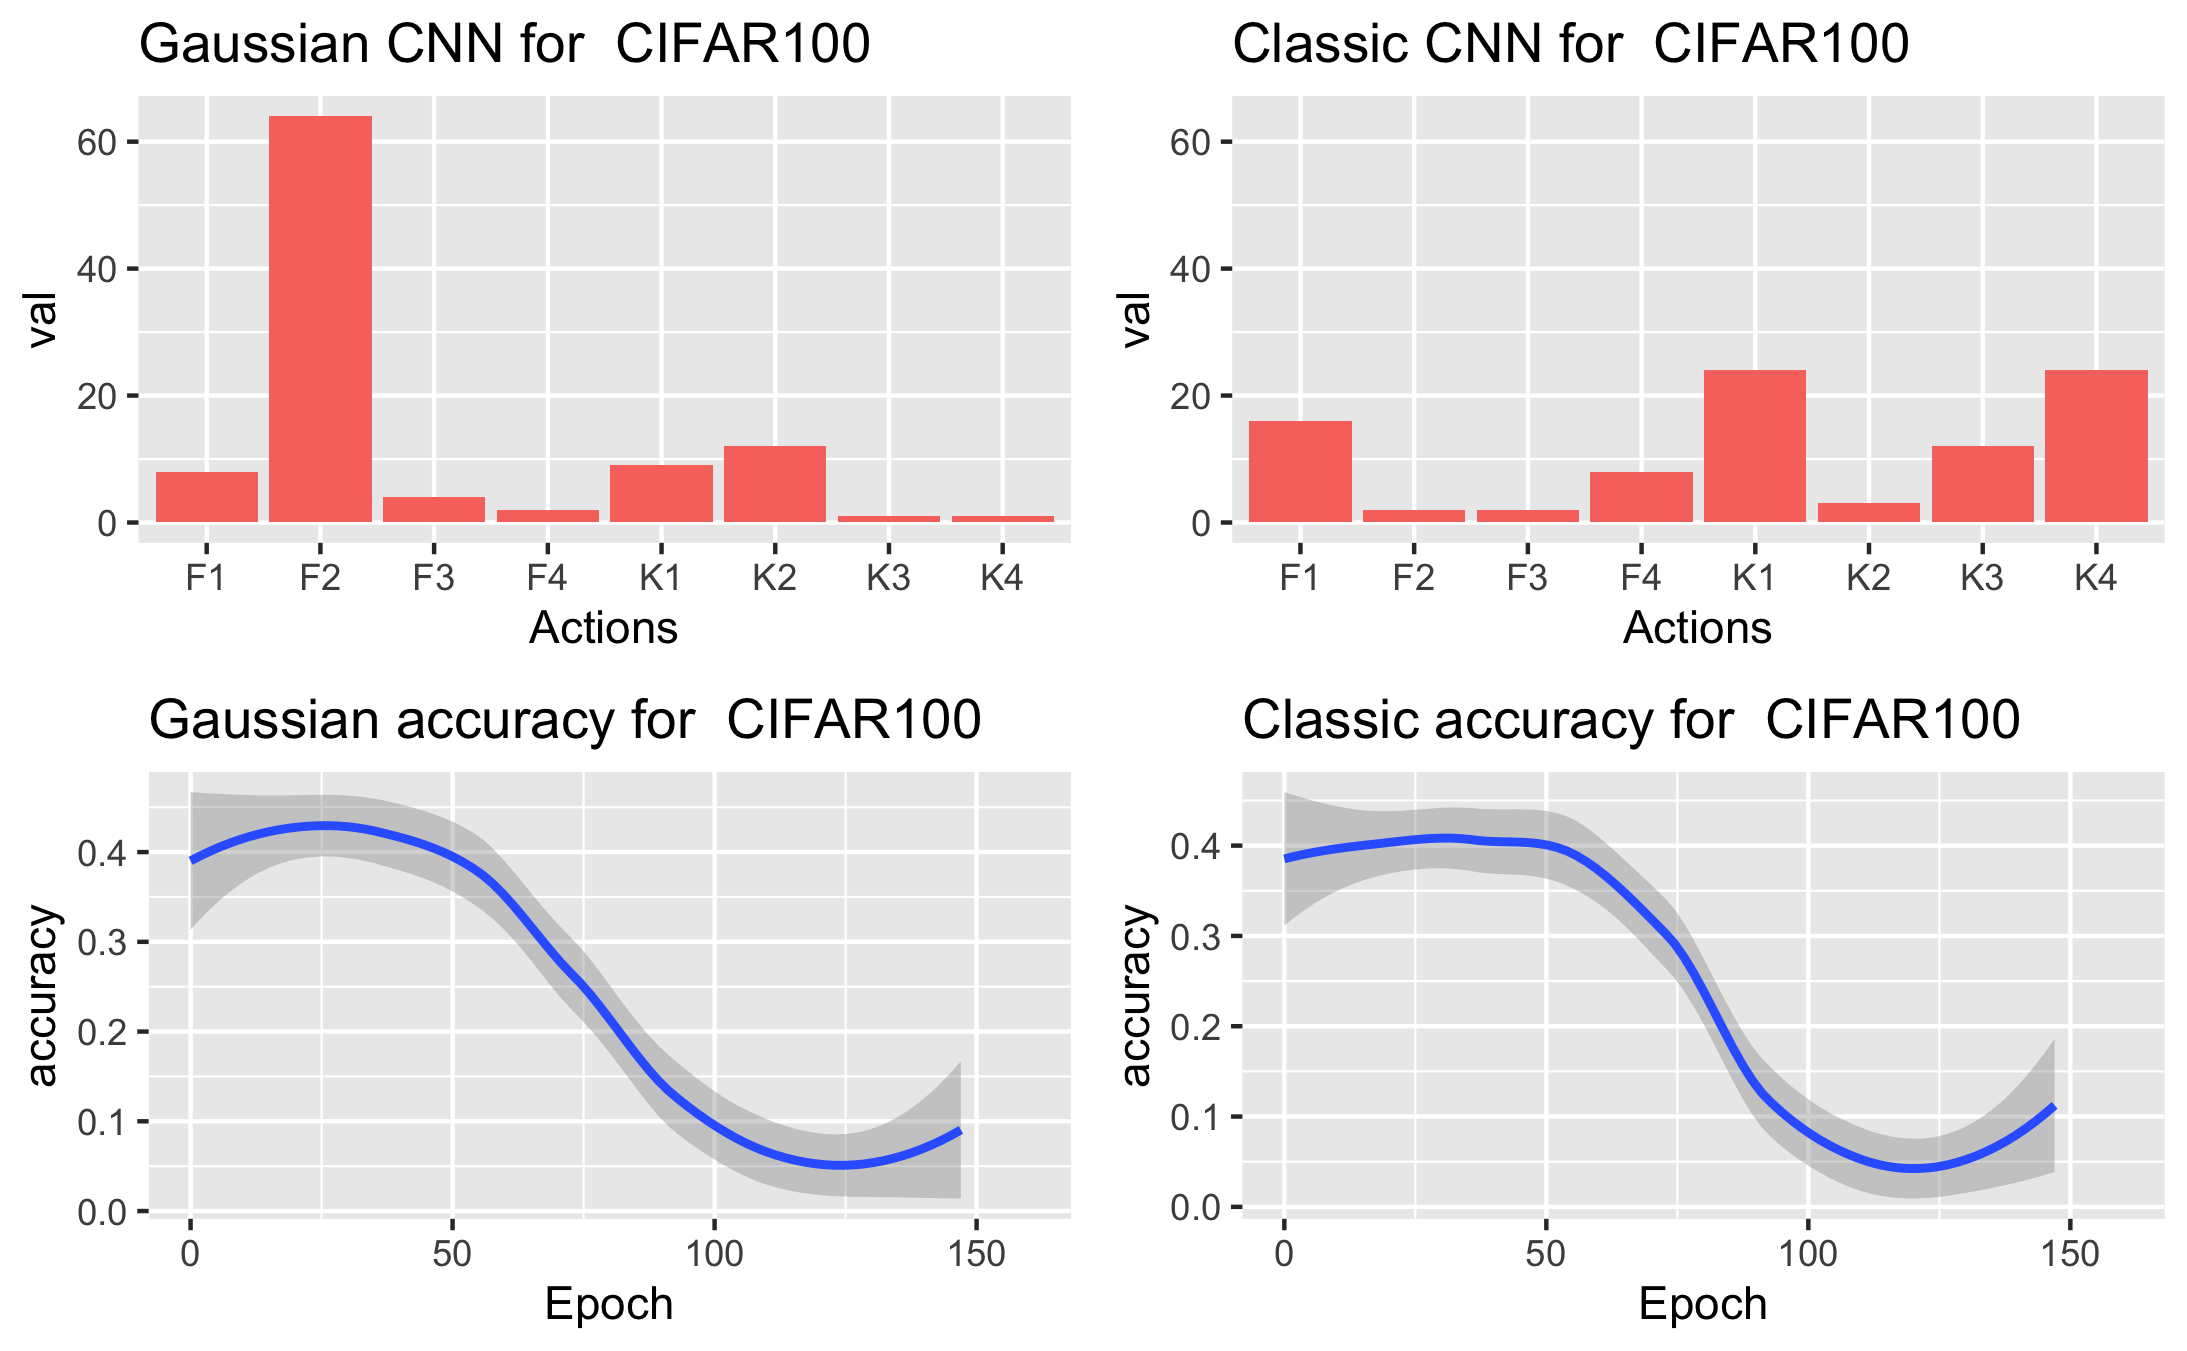 Gaussian CNN for  CIFAR100
60
40
20
0
val
F1 F2 F3 F4 K1 K2 K3 K4
Actions
Classic CNN for  CIFAR100
60
40
20
0
val
F1 F2 F3 F4 K1 K2 K3 K4
Actions
Gaussian accuracy for  CIFAR100
0.4
0.3
0.2
0.1
0.0
accuracy
0 50 100 150
Epoch
Classic accuracy for  CIFAR100
0.4
0.3
0.2
0.1
0.0
accuracy
0 50 100 150
Epoch